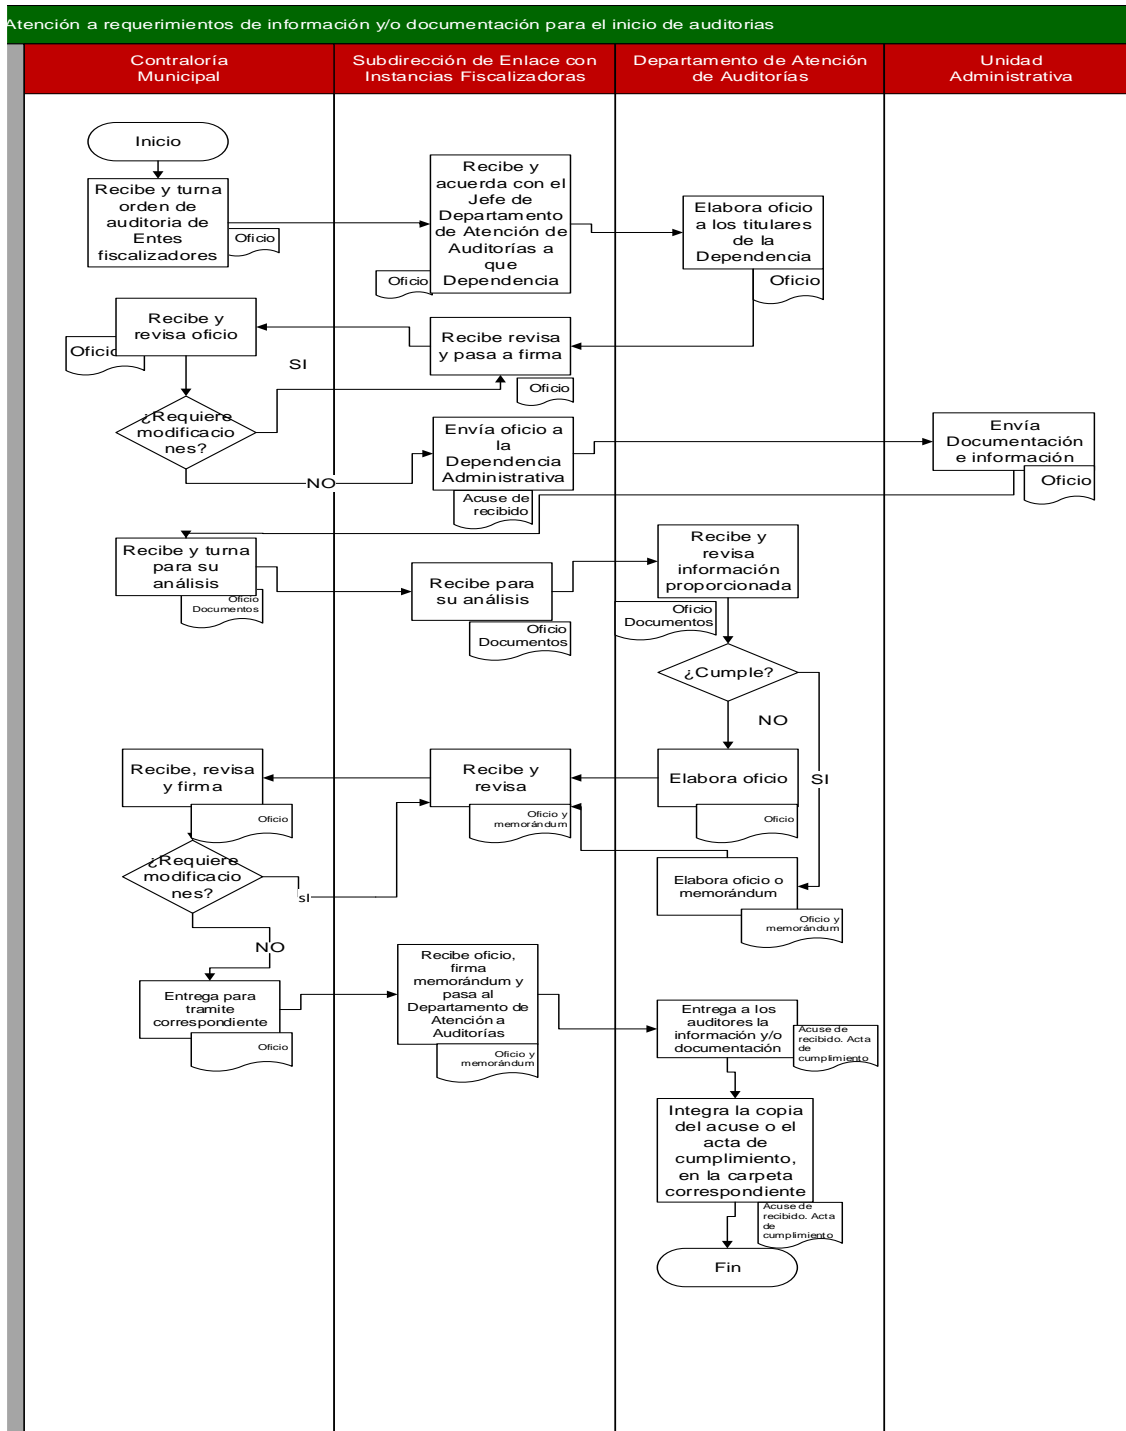 Atención a requerimientos de información y/o documentación para el inicio de auditorias
Contraloría
Municipal
Subdirección de Enlace con
Instancias Fiscalizadoras
Departamento de Atención
de Auditorías
Unidad
Administrativa
Inicio
Recibe y turna
orden de
auditoria de
Entes
fiscalizadores
Oficio
Recibe y
acuerda con el
Jefe de
Departamento
de Atención de
Auditorías a
que
Dependencia
Oficio
Elabora oficio
a los titulares
de la
Dependencia
Oficio
Recibe y
revisa oficio
Oficio
Recibe revisa
y pasa a firma
Oficio
SI
¿Requiere
modificacio
nes?
NO
Envía oficio a
la
Dependencia
Administrativa
Acuse de
recibido
Envía
Documentación
e información
Oficio
Recibe y turna
para su
análisis
Oficio
Documentos
Recibe para
su análisis
Oficio
Documentos
Recibe y
revisa
información
proporcionada
Oficio
Documentos
¿Cumple?
NO
SI
Recibe, revisa
y firma
Oficio
Recibe y
revisa
Oficio y
memorándum
Elabora oficio
Oficio
¿Requiere
modificacio
nes?
sI
Elabora oficio o
memorándum
Oficio y
memorándum
NO
Entrega para
tramite
correspondiente
Oficio
Recibe oficio,
firma
memorándum y
pasa al
Departamento de
Atención a
Auditorías
Oficio y
memorándum
Entrega a los
auditores la
información y/o
documentación
Acuse de
recibido. Acta
de
cumplimiento
Integra la copia
del acuse o el
acta de
cumplimiento,
en la carpeta
correspondiente
Acuse de
recibido. Acta
de
cumplimiento
Fin